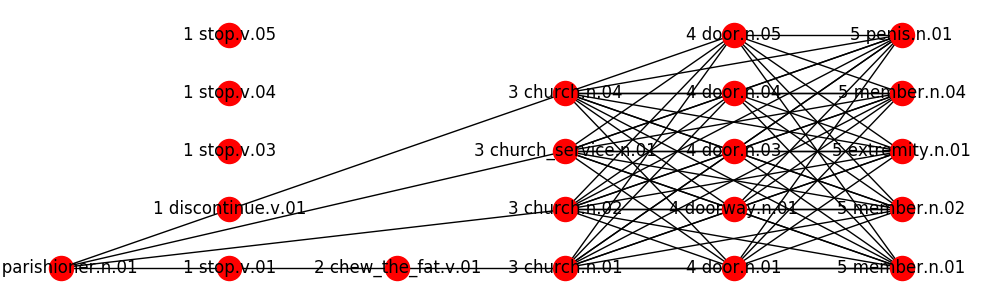 1 stop.v.05
4 door.n.05
5 penis.n.01
1 stop.v.04
3 church.n.04
4 door.n.04
5 member.n.04
1 stop.v.03
3 church_service.n.01
4 door.n.03
5 extremity.n.01
1 discontinue.v.01
3 church.n.02
4 doorway.n.01
5 member.n.02
parishioner.n.01
1 stop.v.01
2 chew_the_fat.v.01
3 church.n.01
4 door.n.01
5 member.n.01